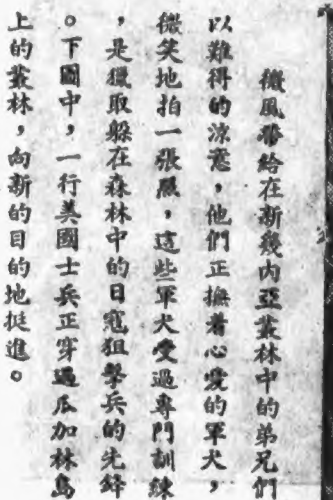 微風帶給在新幾內亞叢林中的弟兄們
以難得的涼意，他們正撫着心愛的軍犬，
微笑地拍一張照，這些軍犬受過專門訓練
，是獵取躲在森林中的日寇狙擊兵的先鋒
。下圖中，一行美國士兵正穿過瓜加林島
上的叢林，向新的目的地挺進。